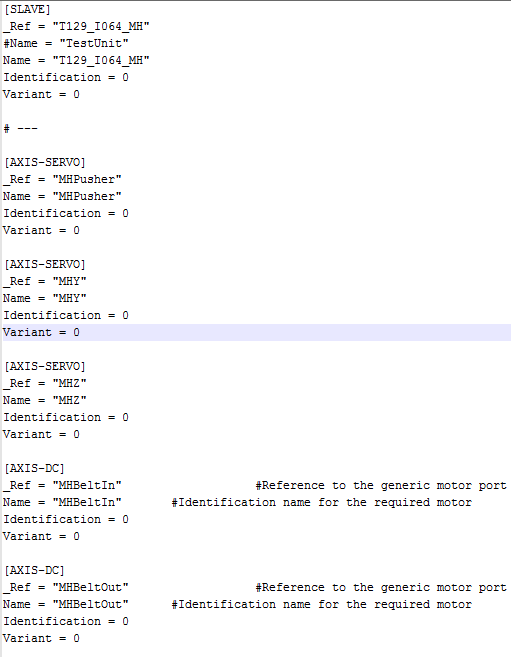 [SLAVE]
_Ref = "T129_I064_MH"
#Name = "TestUnit"
Name = "T129_I064_MH"
Identification = 0
Variant = 0
# ---
[AXIS-SERVO]
_Ref = "MHPusher"
Name = "MHPusher"
Identification = 0
Variant = 0
[AXIS-SERVO]
_Ref = "MHY"
Name = "MHY"
Identification = 0
Variant = 0
[AXIS-SERVO]
_Ref = "MHZ"
Name = "MHZ"
Identification = 0
Variant = 0
[AXIS-DC]
_Ref = "MHBeltIn" #Reference to the generic motor port
Name = "MHBeltIn" #Identification name for the required motor
Identification = 0
Variant = 0
[AXIS-DC]
_Ref = "MHBeltOut" #Reference to the generic motor port
Name = "MHBeltOut" #Identification name for the required motor
Identification = 0
Variant = 0